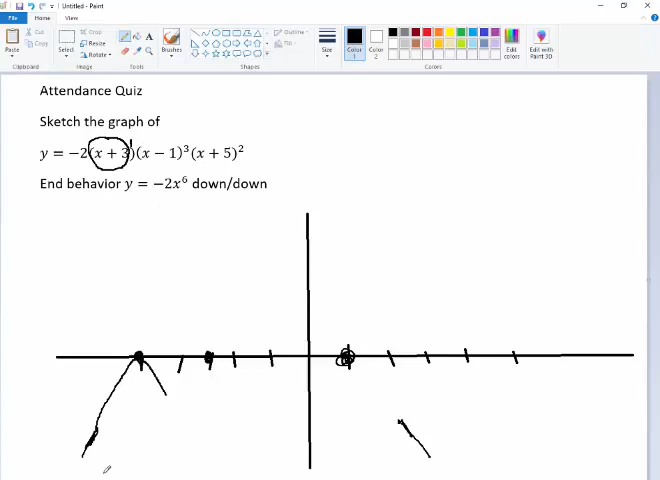 Untitled - Paint
File Home View
Paste Cut Copy Select Crop Resize Rotate Brushes Outline Fill Size Color 1 Color 2 Edit colors Edit with Paint 3D
Clipboard Image Tools Shapes Colors
Attendance Quiz
Sketch the graph of
y = −2(x + 3)¹(x − 1)³(x + 5)²
End behavior y = −2x⁶ down/down